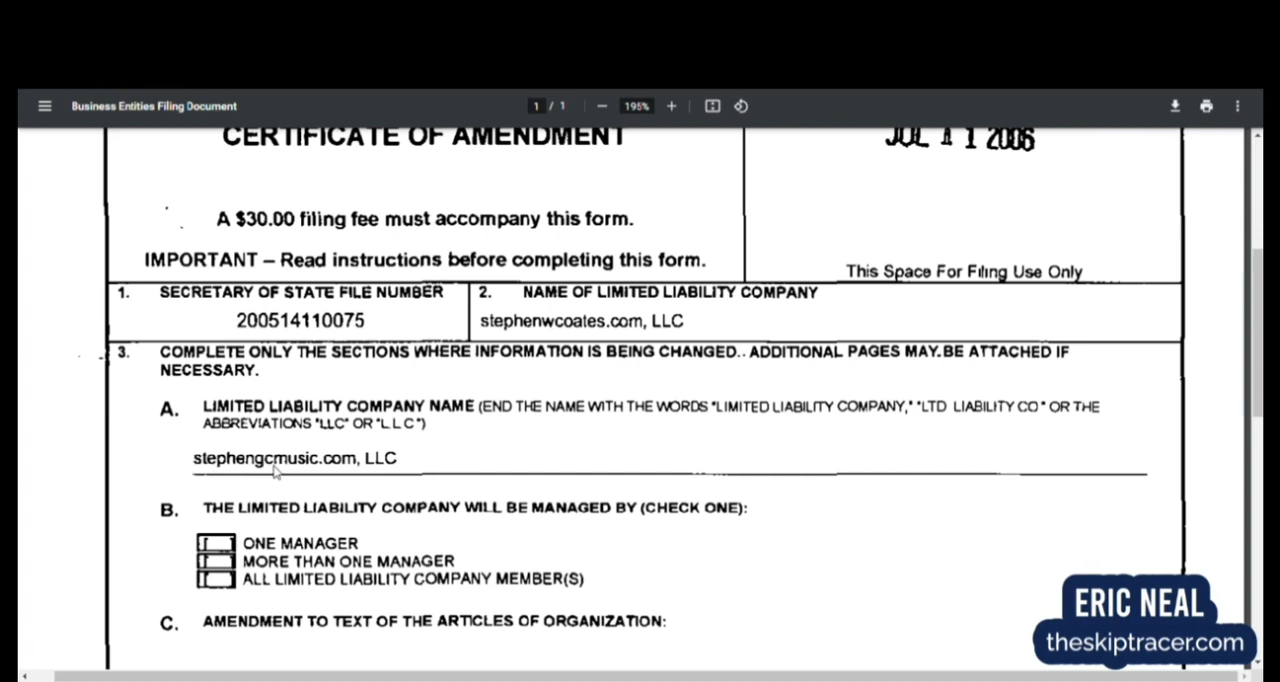 Business Entities Filing Document
1 / 1
195%
CERTIFICATE OF AMENDMENT
JUL 11 2006
A $30.00 filing fee must accompany this form.
IMPORTANT – Read instructions before completing this form.
This Space For Filing Use Only
1. SECRETARY OF STATE FILE NUMBER
2. NAME OF LIMITED LIABILITY COMPANY
200514110075
stephenwcoates.com, LLC
3. COMPLETE ONLY THE SECTIONS WHERE INFORMATION IS BEING CHANGED.. ADDITIONAL PAGES MAY.BE ATTACHED IF
NECESSARY.
A. LIMITED LIABILITY COMPANY NAME (END THE NAME WITH THE WORDS "LIMITED LIABILITY COMPANY," "LTD LIABILITY CO" OR THE
ABBREVIATIONS "LLC" OR "L L C")
stephengcmusic.com, LLC
B. THE LIMITED LIABILITY COMPANY WILL BE MANAGED BY (CHECK ONE):
ONE MANAGER
MORE THAN ONE MANAGER
ALL LIMITED LIABILITY COMPANY MEMBER(S)
C. AMENDMENT TO TEXT OF THE ARTICLES OF ORGANIZATION:
ERIC NEAL
theskiptracer.com